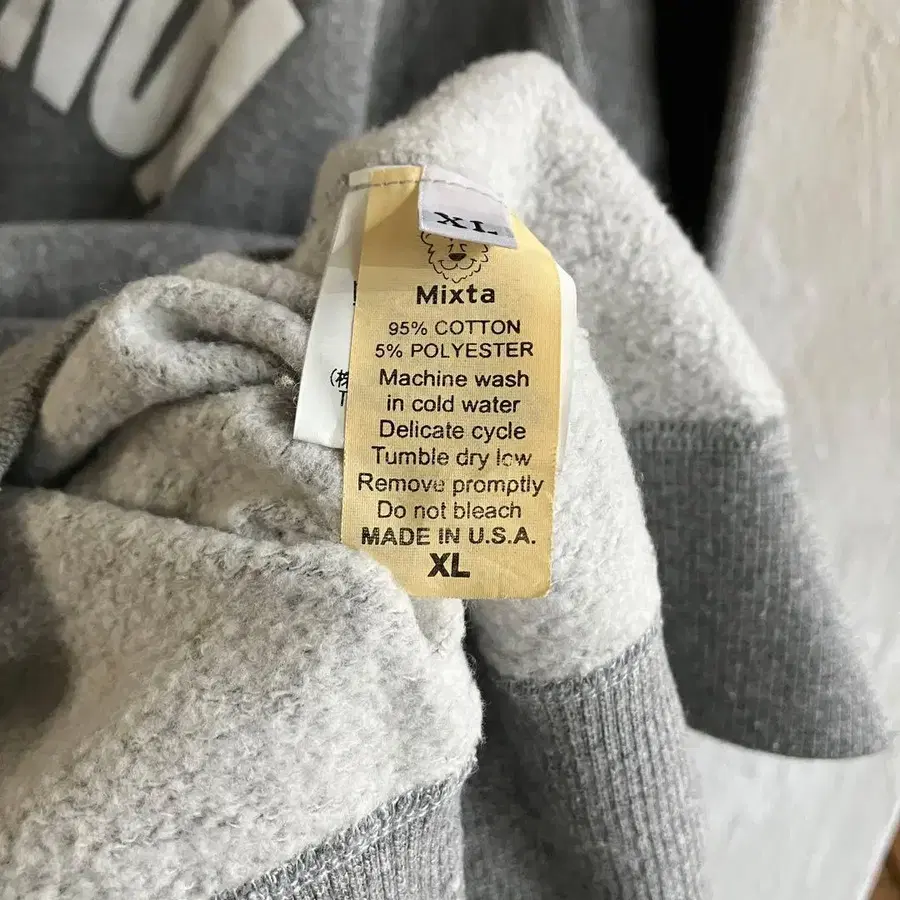 XL
Mixta
95% COTTON
5% POLYESTER
Machine wash
in cold water
Delicate cycle
Tumble dry low
Remove promptly
Do not bleach
MADE IN U.S.A.
XL
(株
T